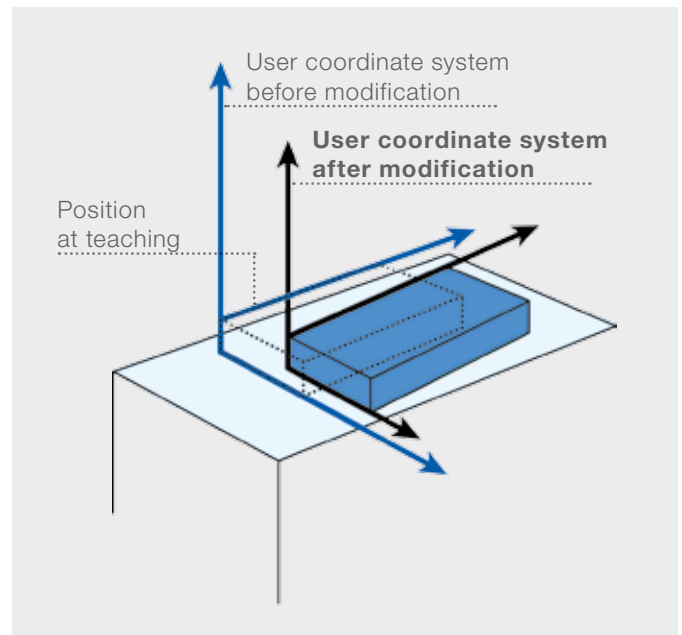 User coordinate system
before modification
User coordinate system
after modification
Position
at teaching